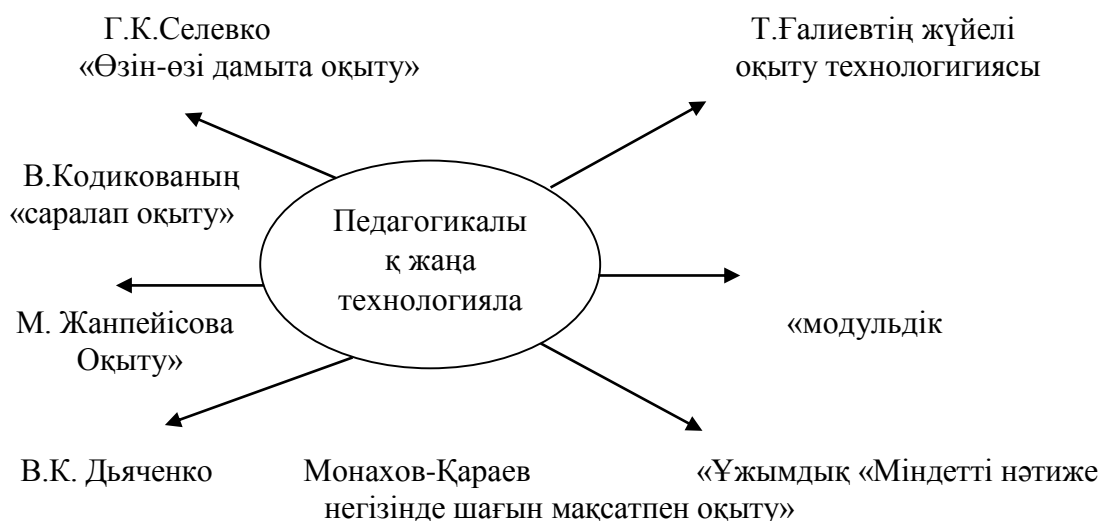 Г.К.Селевко Т.Ғалиевтің жүйелі
«Өзін-өзі дамыта оқыту» оқыту технологигиясы
В.Кодикованың
«саралап оқыту»
Педагогикалы
қ жаңа
технологияла
М. Жанпейісова «модульдік
Оқыту»
В.К. Дьяченко Монахов-Қараев «Ұжымдық «Міндетті нәтиже
негізінде шағын мақсатпен оқыту»